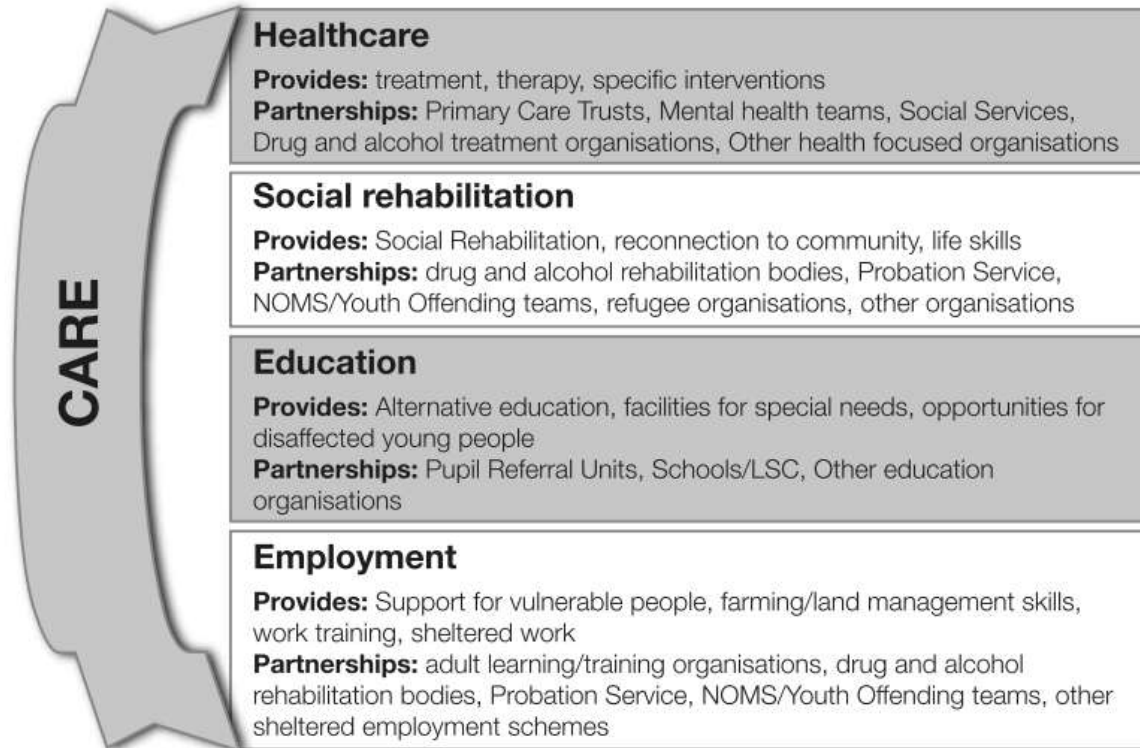 CARE
Healthcare
Provides: treatment, therapy, specific interventions
Partnerships: Primary Care Trusts, Mental health teams, Social Services,
Drug and alcohol treatment organisations, Other health focused organisations
Social rehabilitation
Provides: Social Rehabilitation, reconnection to community, life skills
Partnerships: drug and alcohol rehabilitation bodies, Probation Service,
NOMS/Youth Offending teams, refugee organisations, other organisations
Education
Provides: Alternative education, facilities for special needs, opportunities for
disaffected young people
Partnerships: Pupil Referral Units, Schools/LSC, Other education
organisations
Employment
Provides: Support for vulnerable people, farming/land management skills,
work training, sheltered work
Partnerships: adult learning/training organisations, drug and alcohol
rehabilitation bodies, Probation Service, NOMS/Youth Offending teams, other
sheltered employment schemes